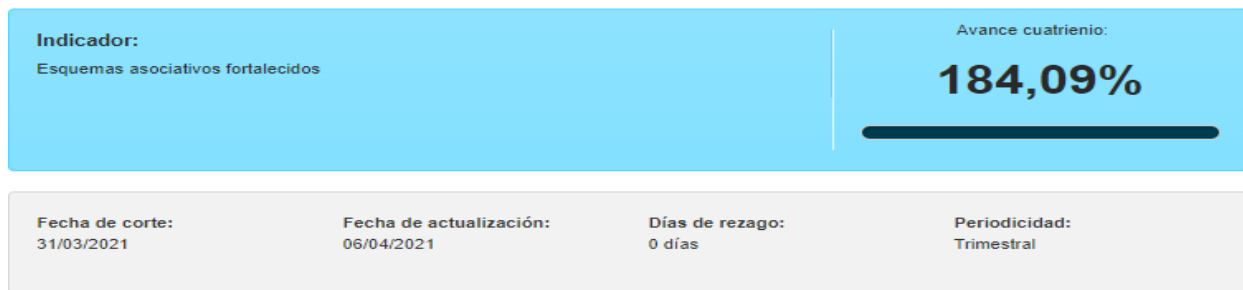 Indicador:
Esquemas asociativos fortalecidos
Avance cuatrienio:
184,09%
Fecha de corte:
31/03/2021
Fecha de actualización:
06/04/2021
Días de rezago:
0 días
Periodicidad:
Trimestral